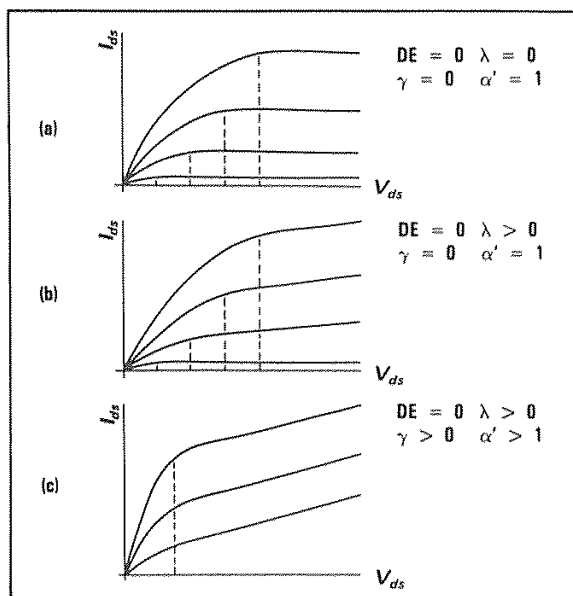 I_ds
DE = 0 λ = 0
γ = 0 α' = 1
(a)
V_ds
I_ds
DE = 0 λ > 0
γ = 0 α' = 1
(b)
V_ds
I_ds
DE = 0 λ > 0
γ > 0 α' > 1
(c)
V_ds